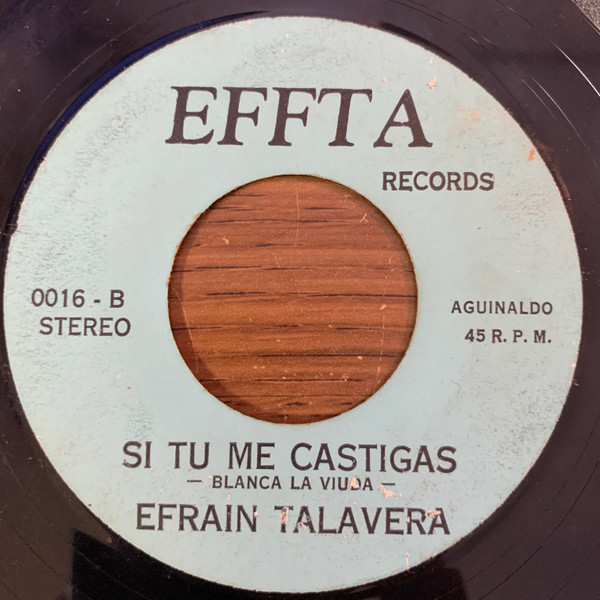 EFFTA
RECORDS
0016 - B
STEREO
AGUINALDO
45 R. P. M.
SI TU ME CASTIGAS
— BLANCA LA VIUDA —
EFRAIN TALAVERA